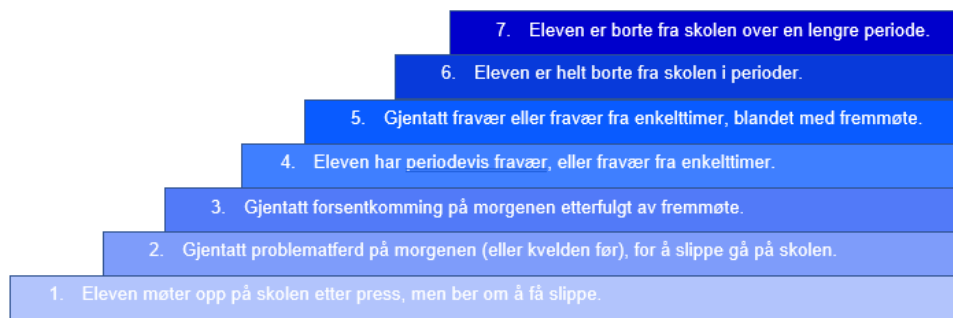 7. Eleven er borte fra skolen over en lengre periode.
6. Eleven er helt borte fra skolen i perioder.
5. Gjentatt fravær eller fravær fra enkelttimer, blandet med fremmøte.
4. Eleven har periodevis fravær, eller fravær fra enkelttimer.
3. Gjentatt forsentkomming på morgenen etterfulgt av fremmøte.
2. Gjentatt problematferd på morgenen (eller kvelden før), for å slippe gå på skolen.
1. Eleven møter opp på skolen etter press, men ber om å få slippe.